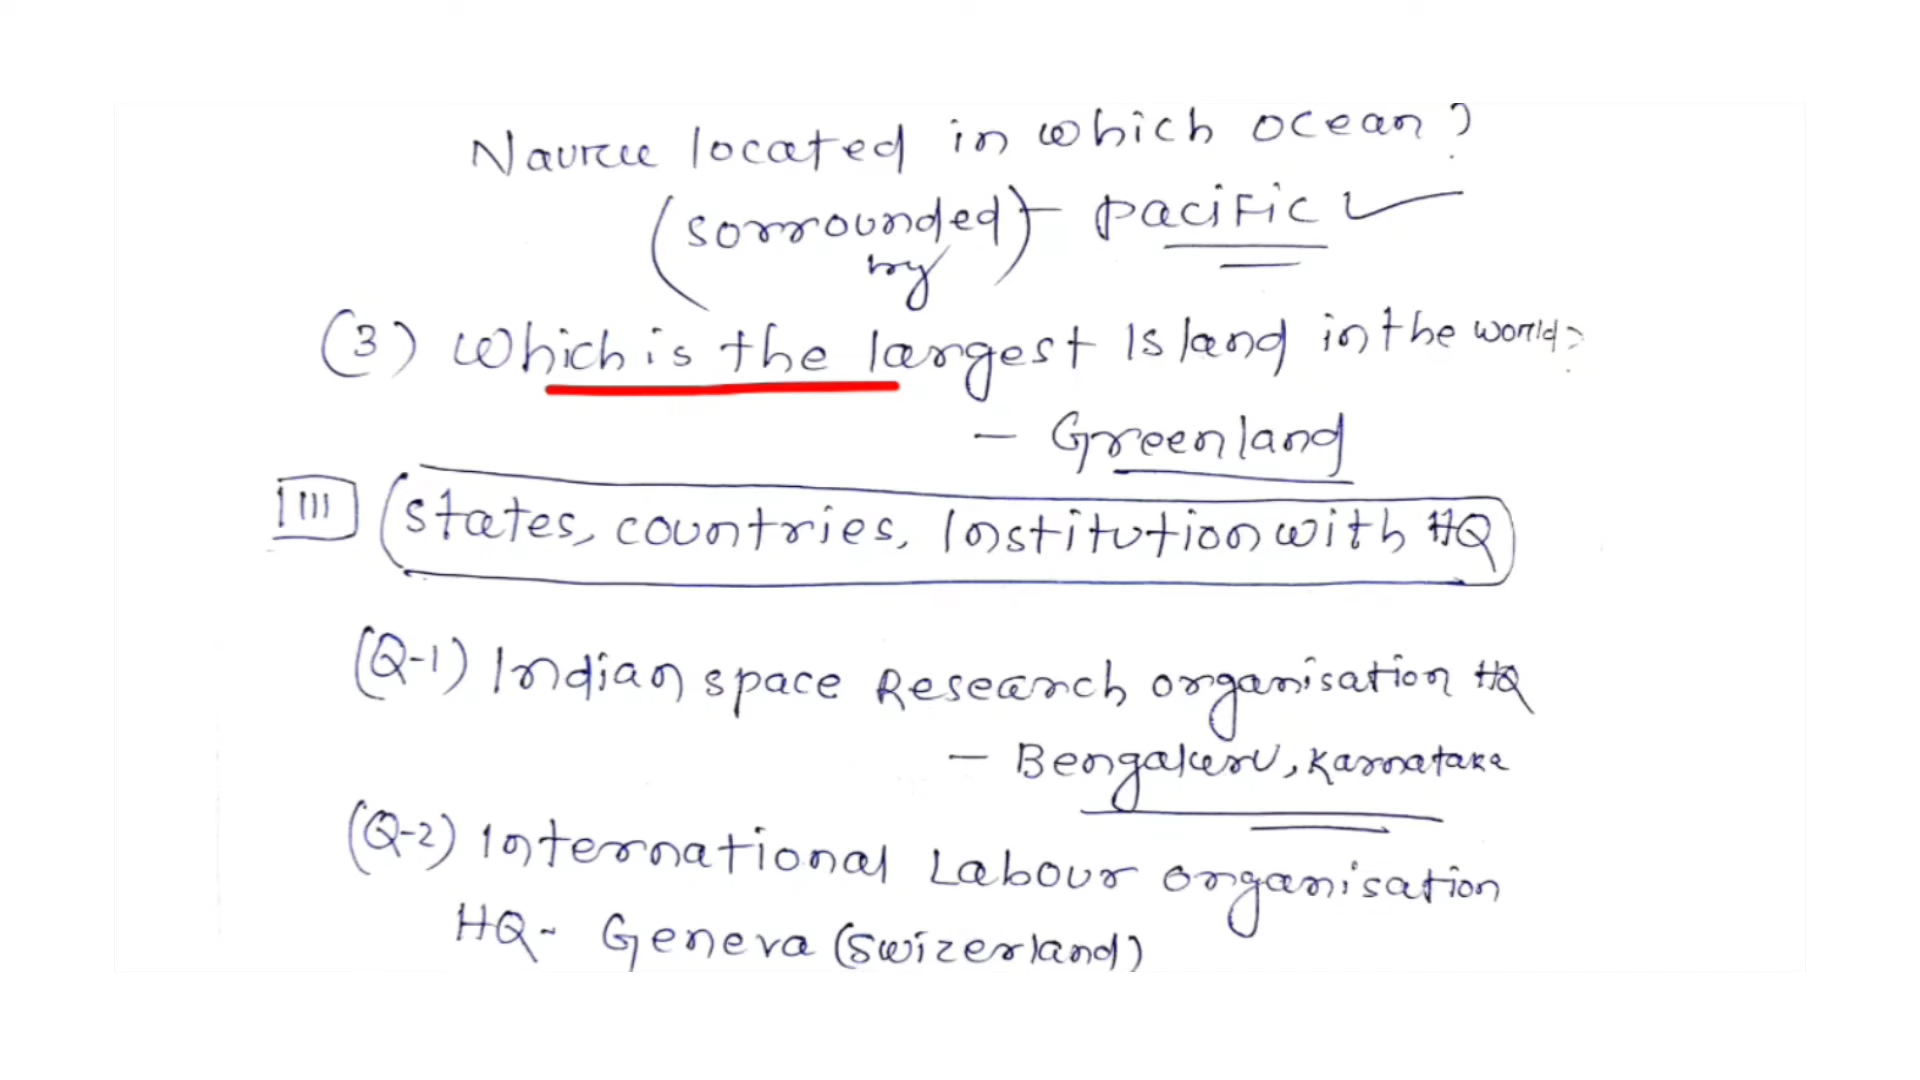 Nauru located in which ocean?
(sorrounded by) - pacific
(3) Which is the largest Island in the world?
- Greenland
III states, countries, Institution with HQ
(Q-1) Indian space Research organisation HQ
- Bengaluru, Karnataka
(Q-2) International Labour organisation
HQ- Geneva (Swizerland)